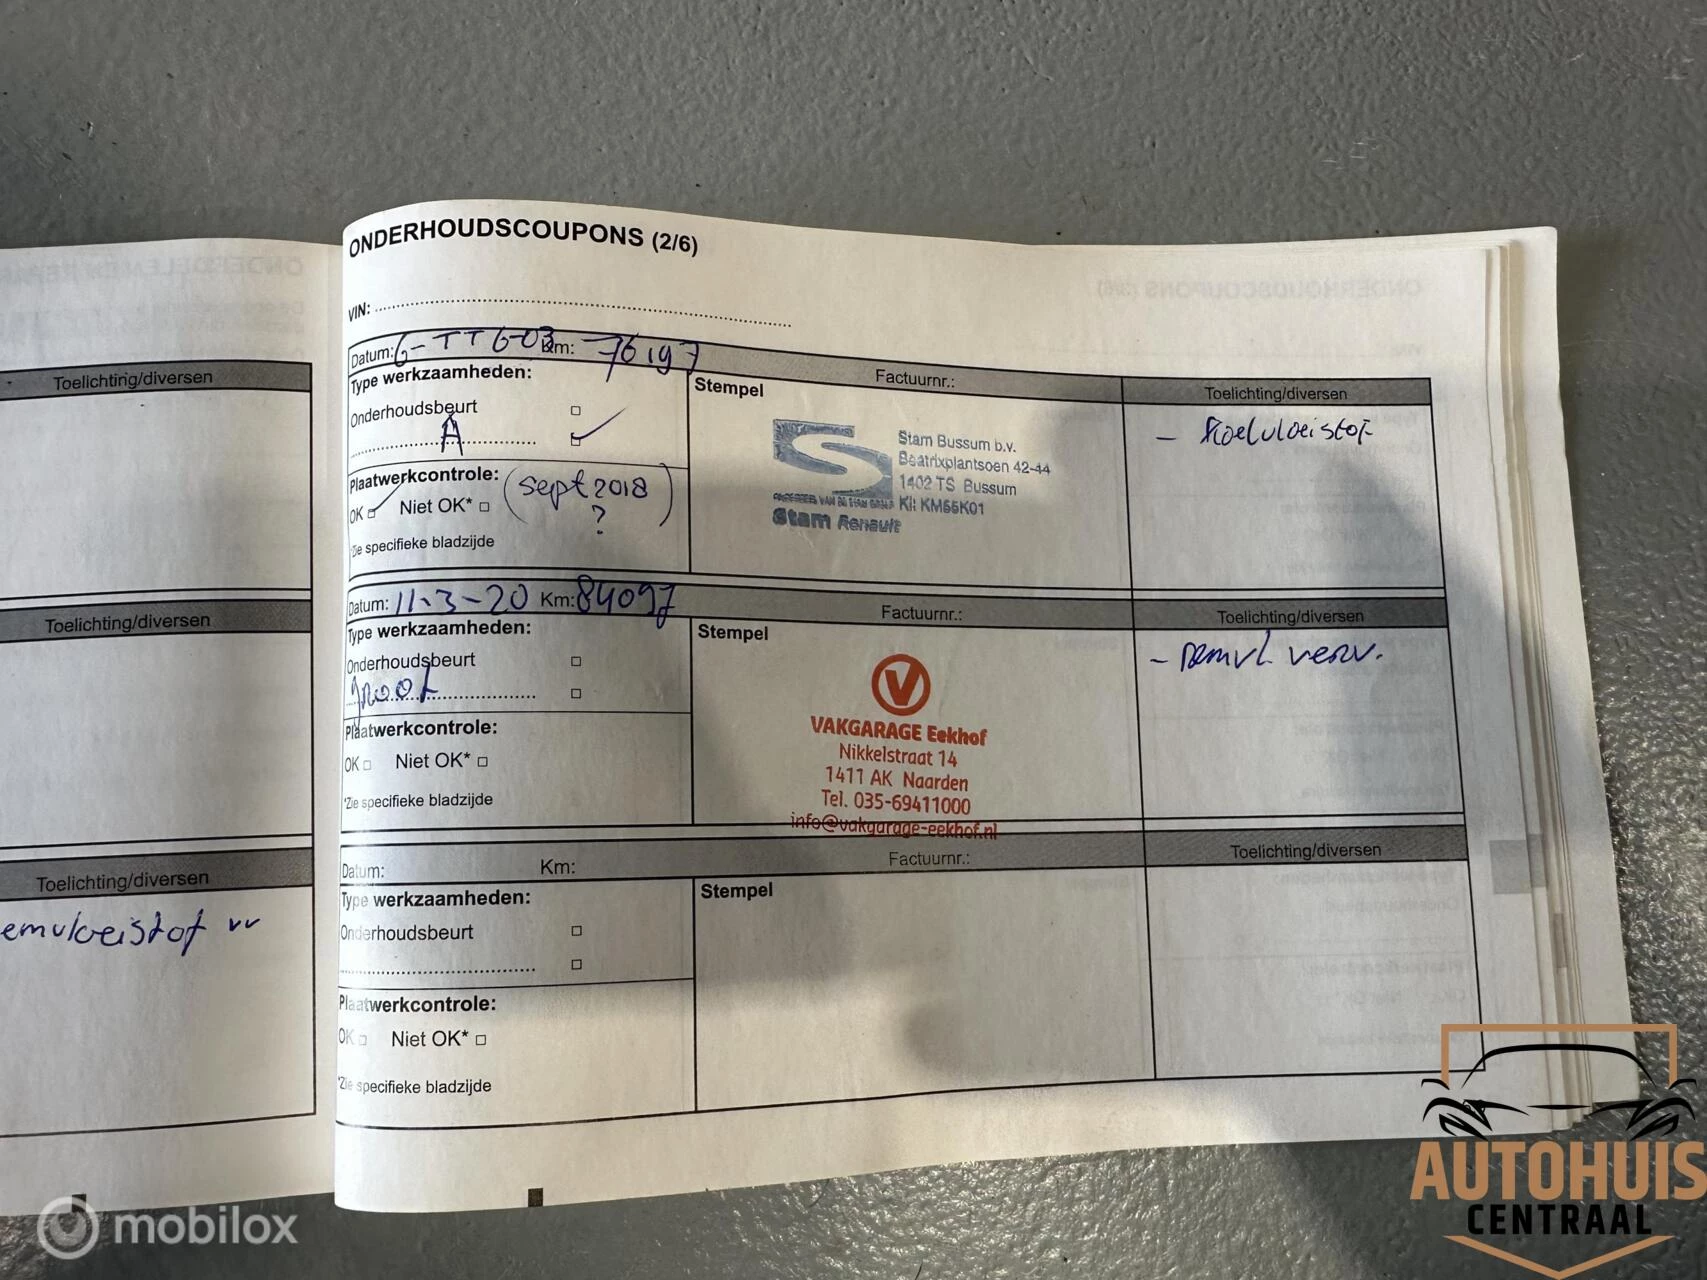 Toelichting/diversen
Toelichting/diversen
Toelichting/diversen
emvloeistof vv
ONDERHOUDSCOUPONS (2/6)
VIN:
Datum: G-TTG-03 Km: 76197 Factuurnr.: Toelichting/diversen
Type werkzaamheden:
Onderhoudsbeurt
A
Plaatwerkcontrole:
OK Niet OK* (sept 2018
?)
*Zie specifieke bladzijde
Stempel
Stam Bussum b.v.
Beatrixplantsoen 42-44
1402 TS Bussum
KI: KM55K01
Stam Renault
- Koelvloeistof
Datum: 11-3-20 Km: 84097 Factuurnr.: Toelichting/diversen
Type werkzaamheden:
Onderhoudsbeurt
groot
Plaatwerkcontrole:
OK Niet OK*
*Zie specifieke bladzijde
Stempel
VAKGARAGE Eekhof
Nikkelstraat 14
1411 AK Naarden
Tel. 035-69411000
info@vakgarage-eekhof.nl
- Remvl. verv.
Datum: Km: Factuurnr.: Toelichting/diversen
Type werkzaamheden:
Onderhoudsbeurt
Plaatwerkcontrole:
OK Niet OK*
*Zie specifieke bladzijde
Stempel
mobilox
AUTOHUIS
CENTRAAL